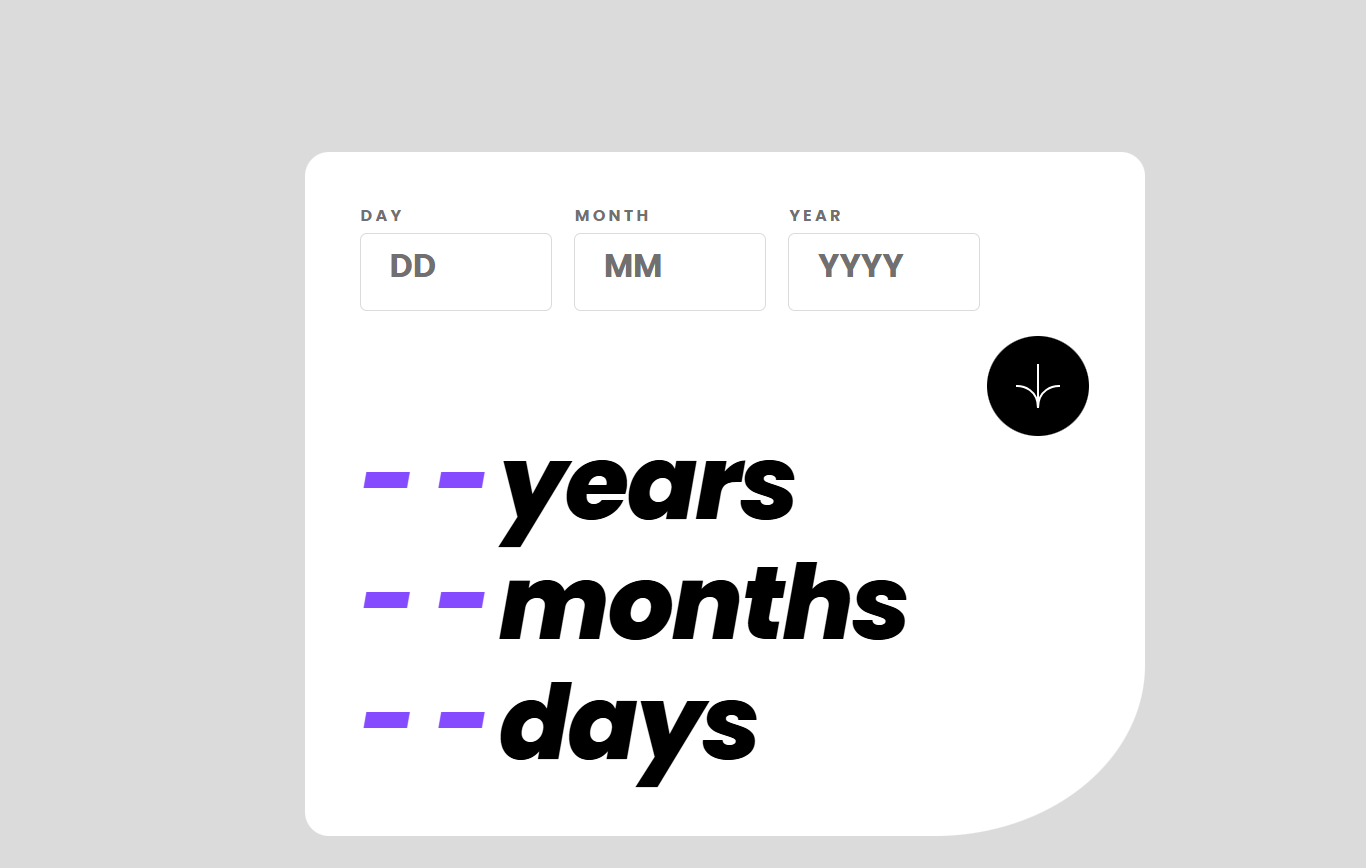 DAY MONTH YEAR
DD MM YYYY
- - years
- - months
- - days